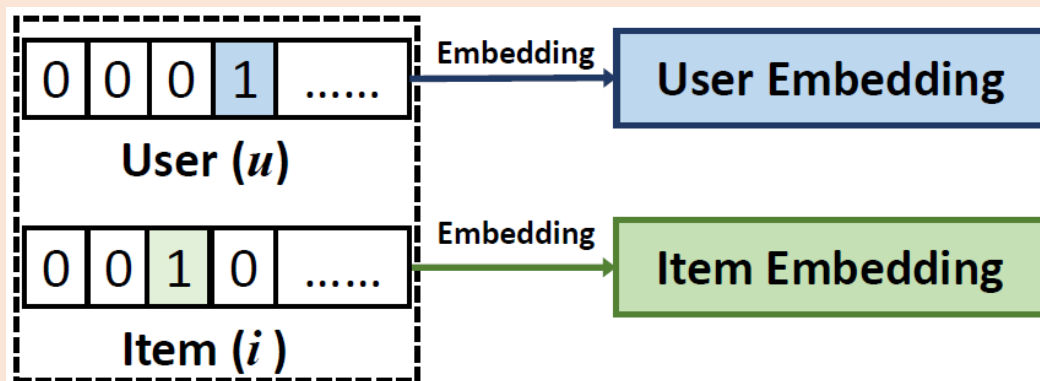 0 0 0 1 ...... Embedding User Embedding
User (u)
0 0 1 0 ...... Embedding Item Embedding
Item (i )